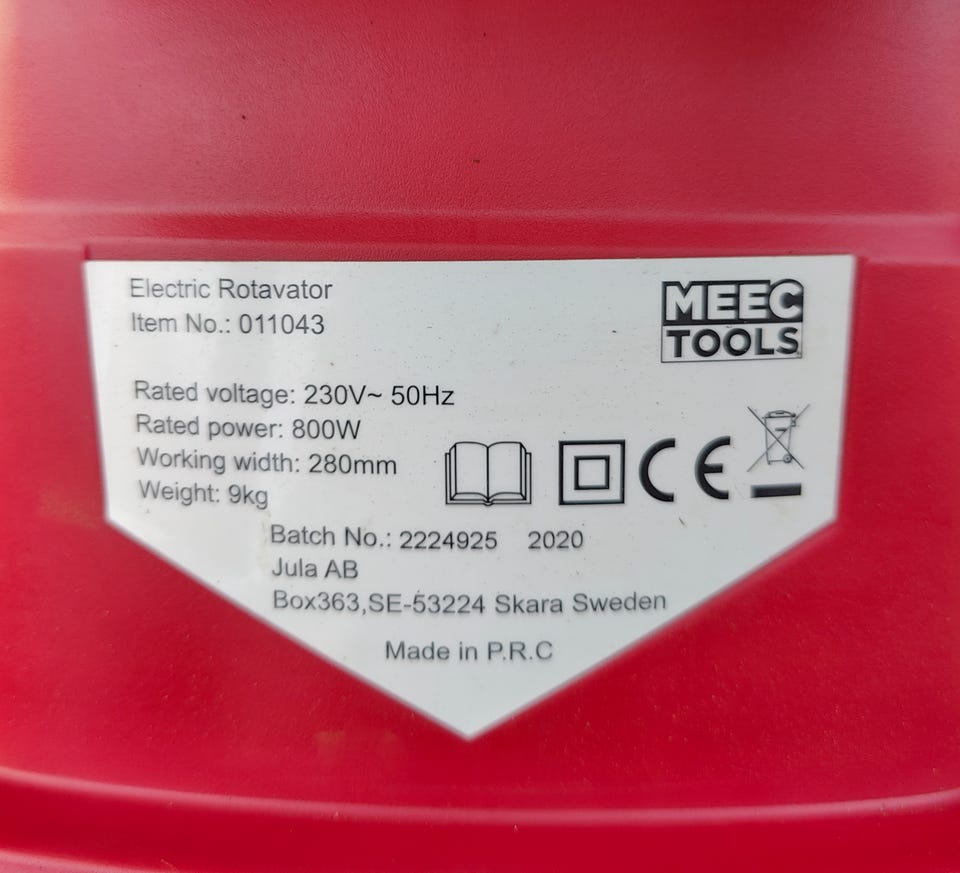 Electric Rotavator
Item No.: 011043
MEEC
TOOLS
Rated voltage: 230V~ 50Hz
Rated power: 800W
Working width: 280mm
Weight: 9kg
CE
Batch No.: 2224925 2020
Jula AB
Box363,SE-53224 Skara Sweden
Made in P.R.C